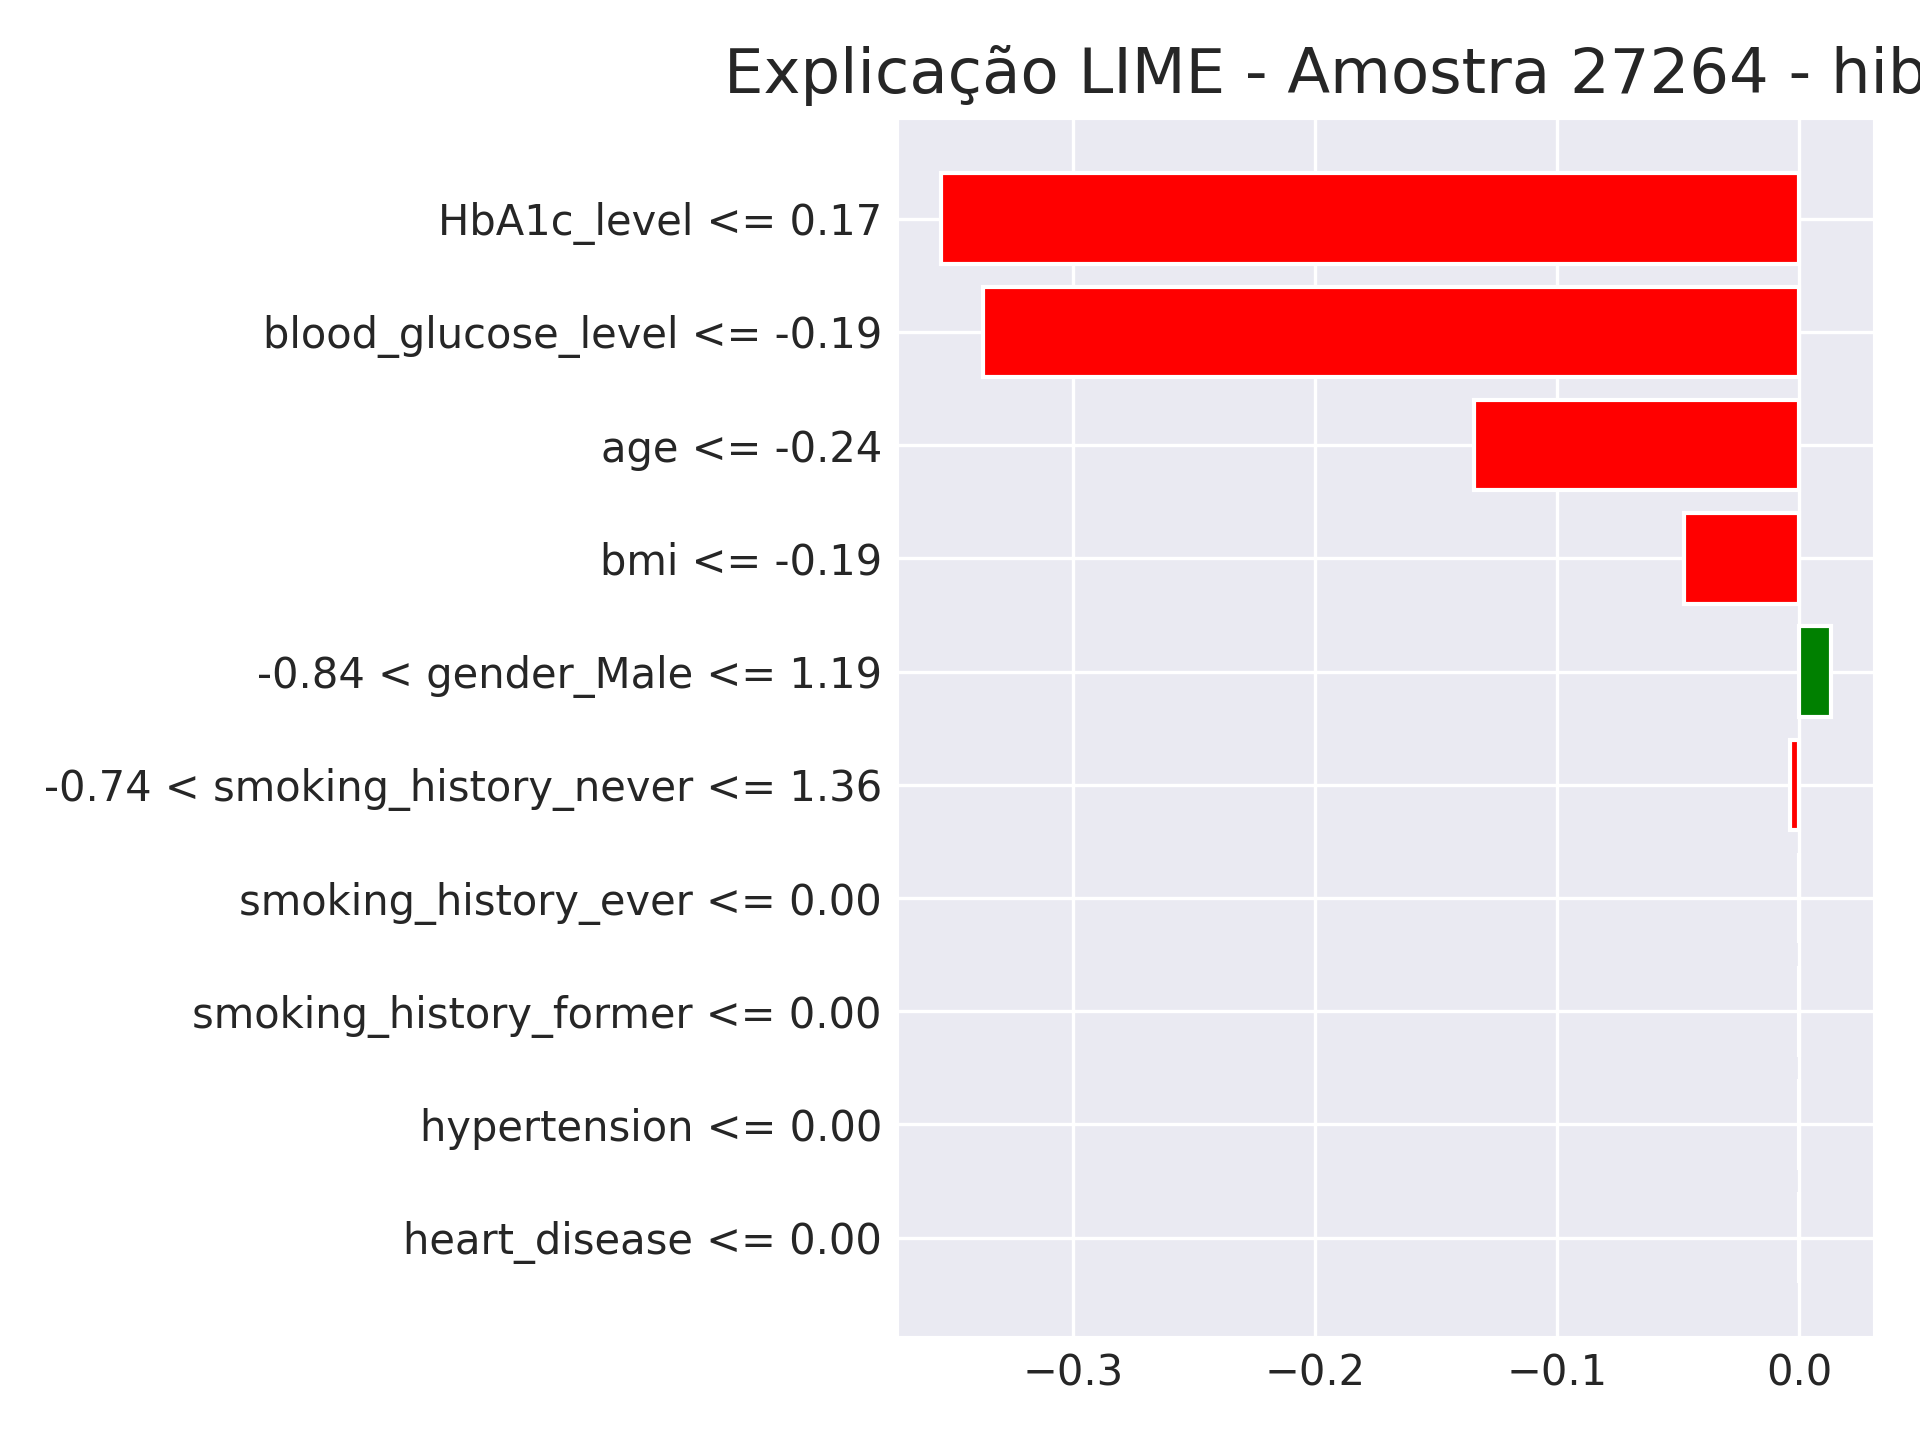 Explicação LIME - Amostra 27264 - hib
HbA1c_level <= 0.17
blood_glucose_level <= -0.19
age <= -0.24
bmi <= -0.19
-0.84 < gender_Male <= 1.19
-0.74 < smoking_history_never <= 1.36
smoking_history_ever <= 0.00
smoking_history_former <= 0.00
hypertension <= 0.00
heart_disease <= 0.00
−0.3 −0.2 −0.1 0.0